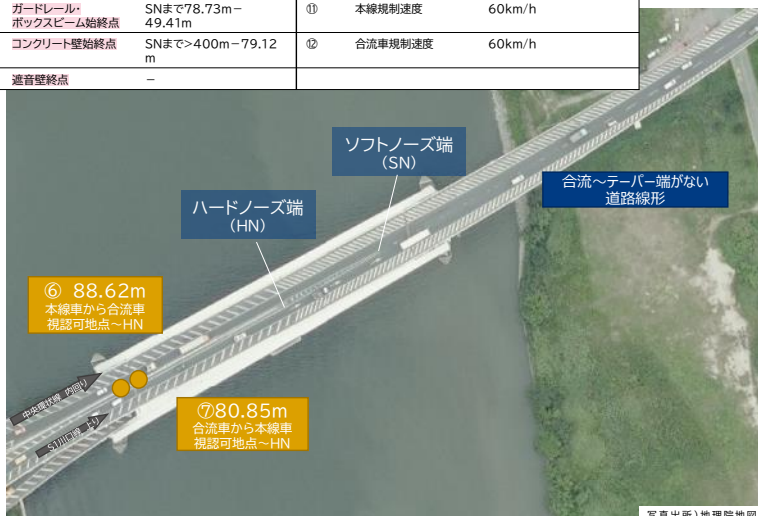 ガードレール・
ボックスビーム始終点
SNまで78.73m−
49.41m
⑪ 本線規制速度 60km/h
コンクリート壁始終点
SNまで>400m−79.12
m
⑫ 合流車規制速度 60km/h
遮音壁終点 −
ソフトノーズ端
(SN)
合流~テーパー端がない
道路線形
ハードノーズ端
(HN)
⑥ 88.62m
本線車から合流車
視認可地点~HN
中央環状線 内回り
S1川口線 上り
⑦80.85m
合流車から本線車
視認可地点~HN
写真出所)地理院地図